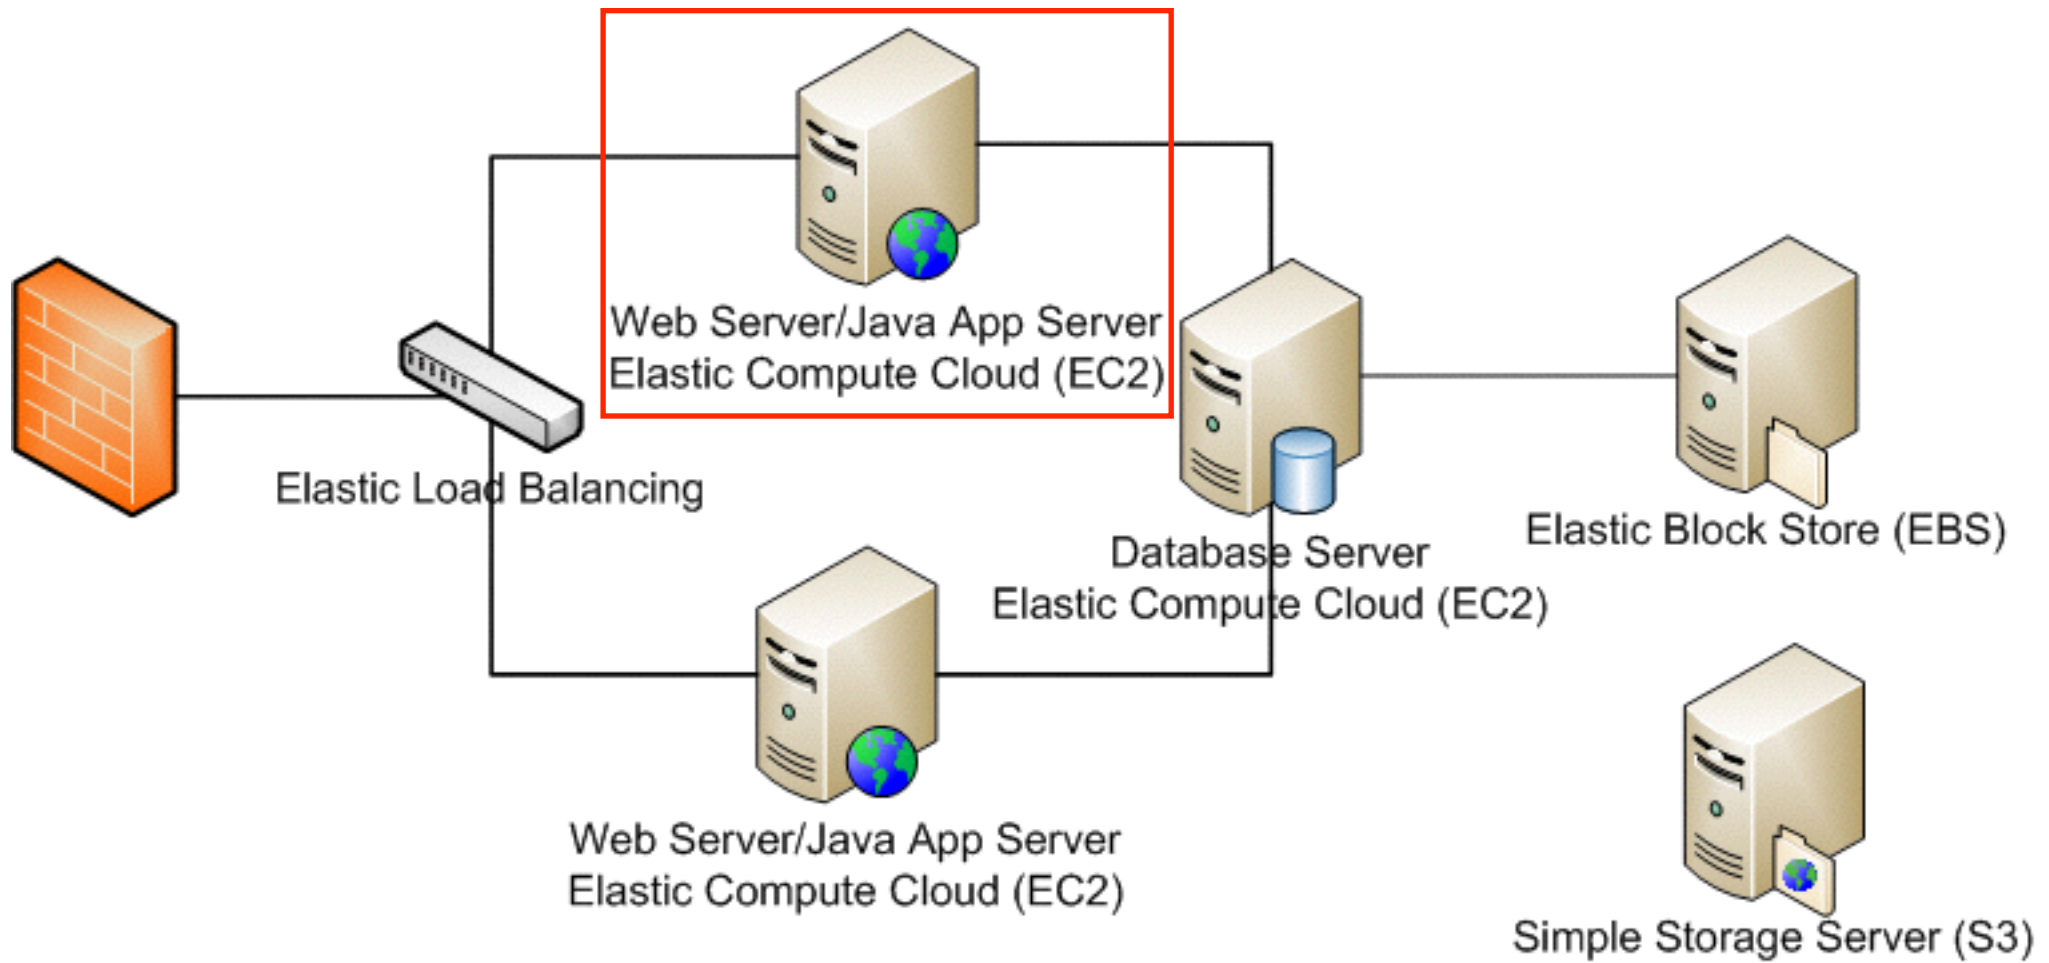 Web Server/Java App Server
Elastic Compute Cloud (EC2)
Elastic Load Balancing
Database Server
Elastic Compute Cloud (EC2)
Elastic Block Store (EBS)
Web Server/Java App Server
Elastic Compute Cloud (EC2)
Simple Storage Server (S3)